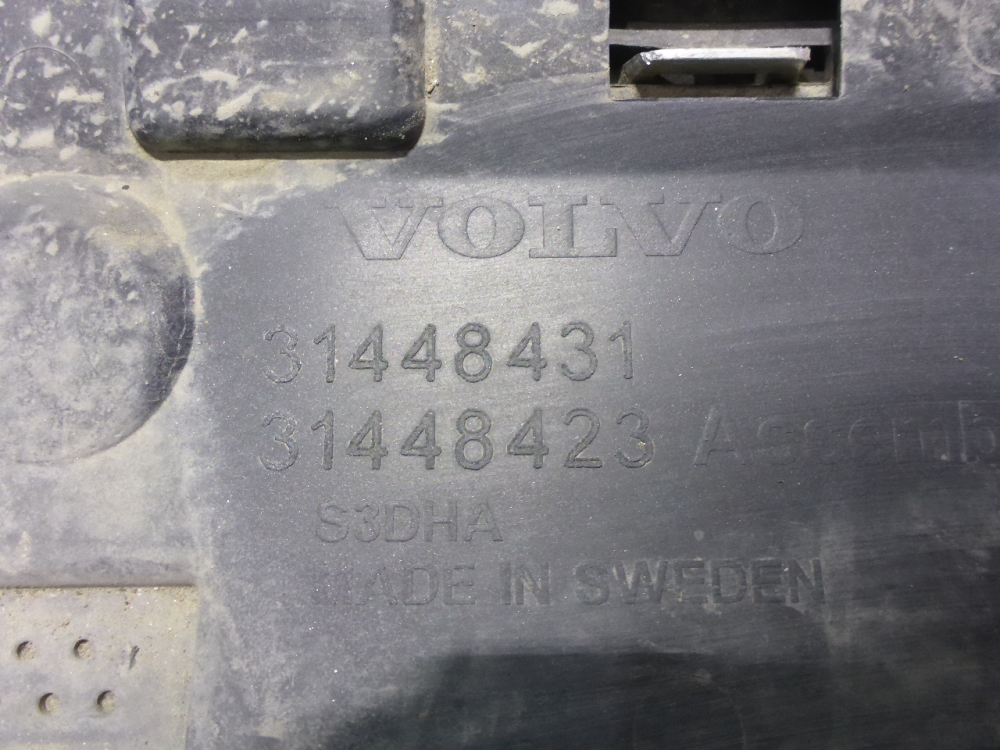 VOLVO
31448431
31448423 Assemb
S3DHA
MADE IN SWEDEN